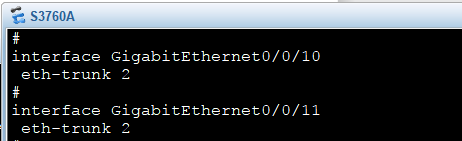 S3760A
#
interface GigabitEthernet0/0/10
 eth-trunk 2
#
interface GigabitEthernet0/0/11
 eth-trunk 2
#